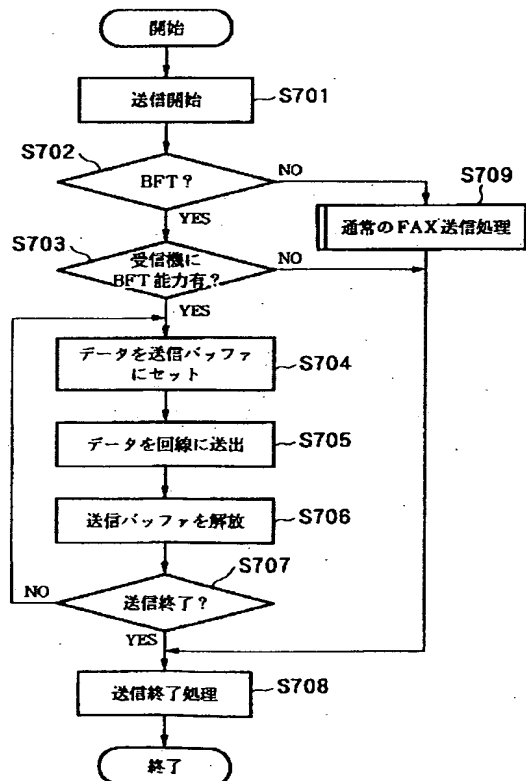 開始
送信開始
S701
S702
BFT?
NO
YES
S709
通常のFAX送信処理
S703
受信機に
BFT能力有?
NO
YES
データを送信バッファ
にセット
S704
データを回線に送出
S705
送信バッファを解放
S706
S707
送信終了?
NO
YES
送信終了処理
S708
終了